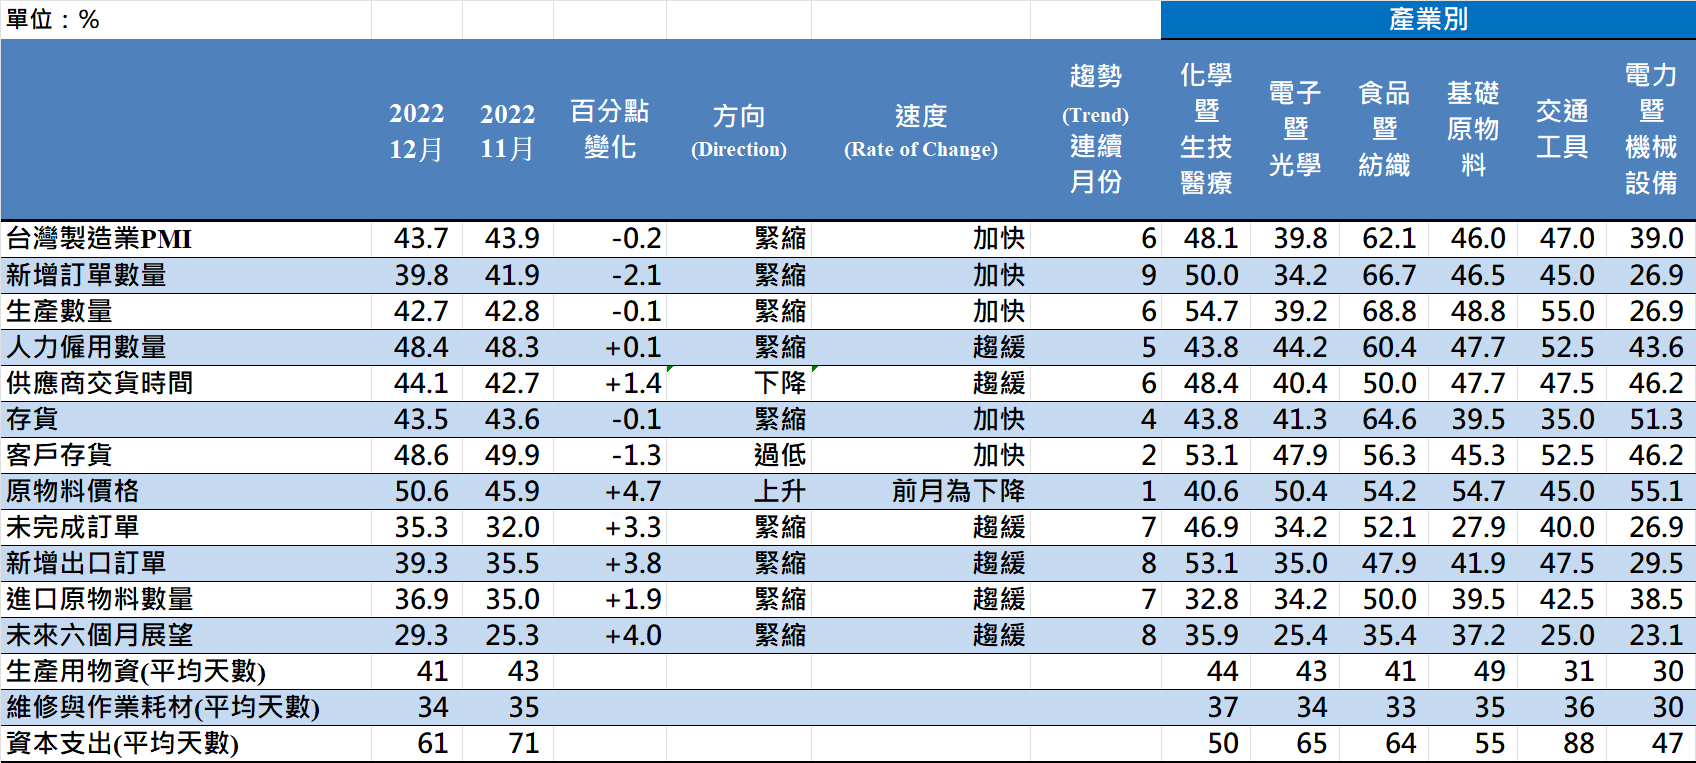 單位：% 產業別
2022 12月 2022 11月 百分點 變化 方向 (Direction) 速度 (Rate of Change) 趨勢 (Trend) 連續 月份 化學 暨 生技 醫療 電子 暨 光學 食品 暨 紡織 基礎 原物 料 交通 工具 電力 暨 機械 設備
台灣製造業PMI 43.7 43.9 -0.2 緊縮 加快 6 48.1 39.8 62.1 46.0 47.0 39.0
新增訂單數量 39.8 41.9 -2.1 緊縮 加快 9 50.0 34.2 66.7 46.5 45.0 26.9
生產數量 42.7 42.8 -0.1 緊縮 加快 6 54.7 39.2 68.8 48.8 55.0 26.9
人力僱用數量 48.4 48.3 +0.1 緊縮 趨緩 5 43.8 44.2 60.4 47.7 52.5 43.6
供應商交貨時間 44.1 42.7 +1.4 下降 趨緩 6 48.4 40.4 50.0 47.7 47.5 46.2
存貨 43.5 43.6 -0.1 緊縮 加快 4 43.8 41.3 64.6 39.5 35.0 51.3
客戶存貨 48.6 49.9 -1.3 過低 加快 2 53.1 47.9 56.3 45.3 52.5 46.2
原物料價格 50.6 45.9 +4.7 上升 前月為下降 1 40.6 50.4 54.2 54.7 45.0 55.1
未完成訂單 35.3 32.0 +3.3 緊縮 趨緩 7 46.9 34.2 52.1 27.9 40.0 26.9
新增出口訂單 39.3 35.5 +3.8 緊縮 趨緩 8 53.1 35.0 47.9 41.9 47.5 29.5
進口原物料數量 36.9 35.0 +1.9 緊縮 趨緩 7 32.8 34.2 50.0 39.5 42.5 38.5
未來六個月展望 29.3 25.3 +4.0 緊縮 趨緩 8 35.9 25.4 35.4 37.2 25.0 23.1
生產用物資(平均天數) 41 43 44 43 41 49 31 30
維修與作業耗材(平均天數) 34 35 37 34 33 35 36 30
資本支出(平均天數) 61 71 50 65 64 55 88 47